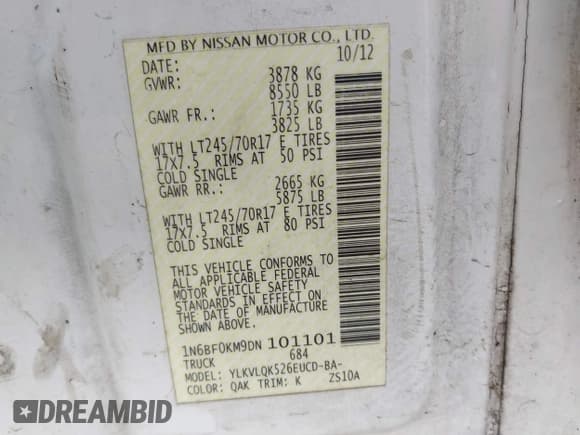 MFD BY NISSAN MOTOR CO., LTD.
DATE: 10/12
GVWR: 3878 KG
8550 LB
GAWR FR.: 1735 KG
3825 LB
WITH LT245/70R17 E TIRES
17X7.5 RIMS AT 50 PSI
COLD SINGLE
GAWR RR.: 2665 KG
5875 LB
WITH LT245/70R17 E TIRES
17X7.5 RIMS AT 80 PSI
COLD SINGLE
THIS VEHICLE CONFORMS TO
ALL APPLICABLE FEDERAL
MOTOR VEHICLE SAFETY
STANDARDS IN EFFECT ON
THE DATE OF MANUFACTURE
SHOWN ABOVE.
1N6BF0KM9DN 101101
TRUCK 684
MODEL: YLKVLQK526EUCD-BA-
COLOR: QAK TRIM: K ZS10A
DREAMBID
DREAMBID